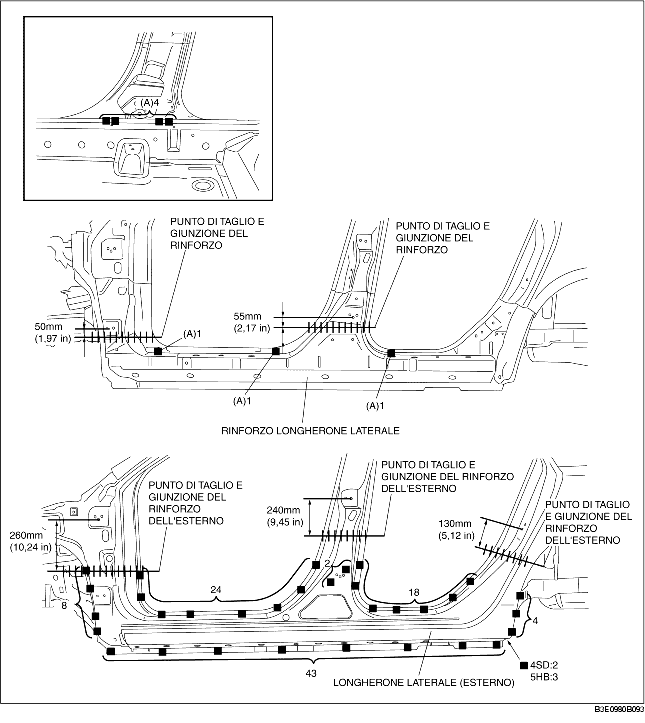 (A)4
PUNTO DI TAGLIO E
GIUNZIONE DEL
RINFORZO
PUNTO DI TAGLIO E
GIUNZIONE DEL
RINFORZO
55mm
(2,17 in)
50mm
(1,97 in)
(A)1
(A)1
(A)1
RINFORZO LONGHERONE LATERALE
PUNTO DI TAGLIO E
GIUNZIONE DEL RINFORZO
DELL'ESTERNO
PUNTO DI TAGLIO E
GIUNZIONE DEL
RINFORZO
DELL'ESTERNO
240mm
(9,45 in)
PUNTO DI TAGLIO
E GIUNZIONE DEL
RINFORZO
DELL'ESTERNO
130mm
(5,12 in)
260mm
(10,24 in)
2
24
18
8
4
43
4SD:2
5HB:3
LONGHERONE LATERALE (ESTERNO)
B3E0980B093